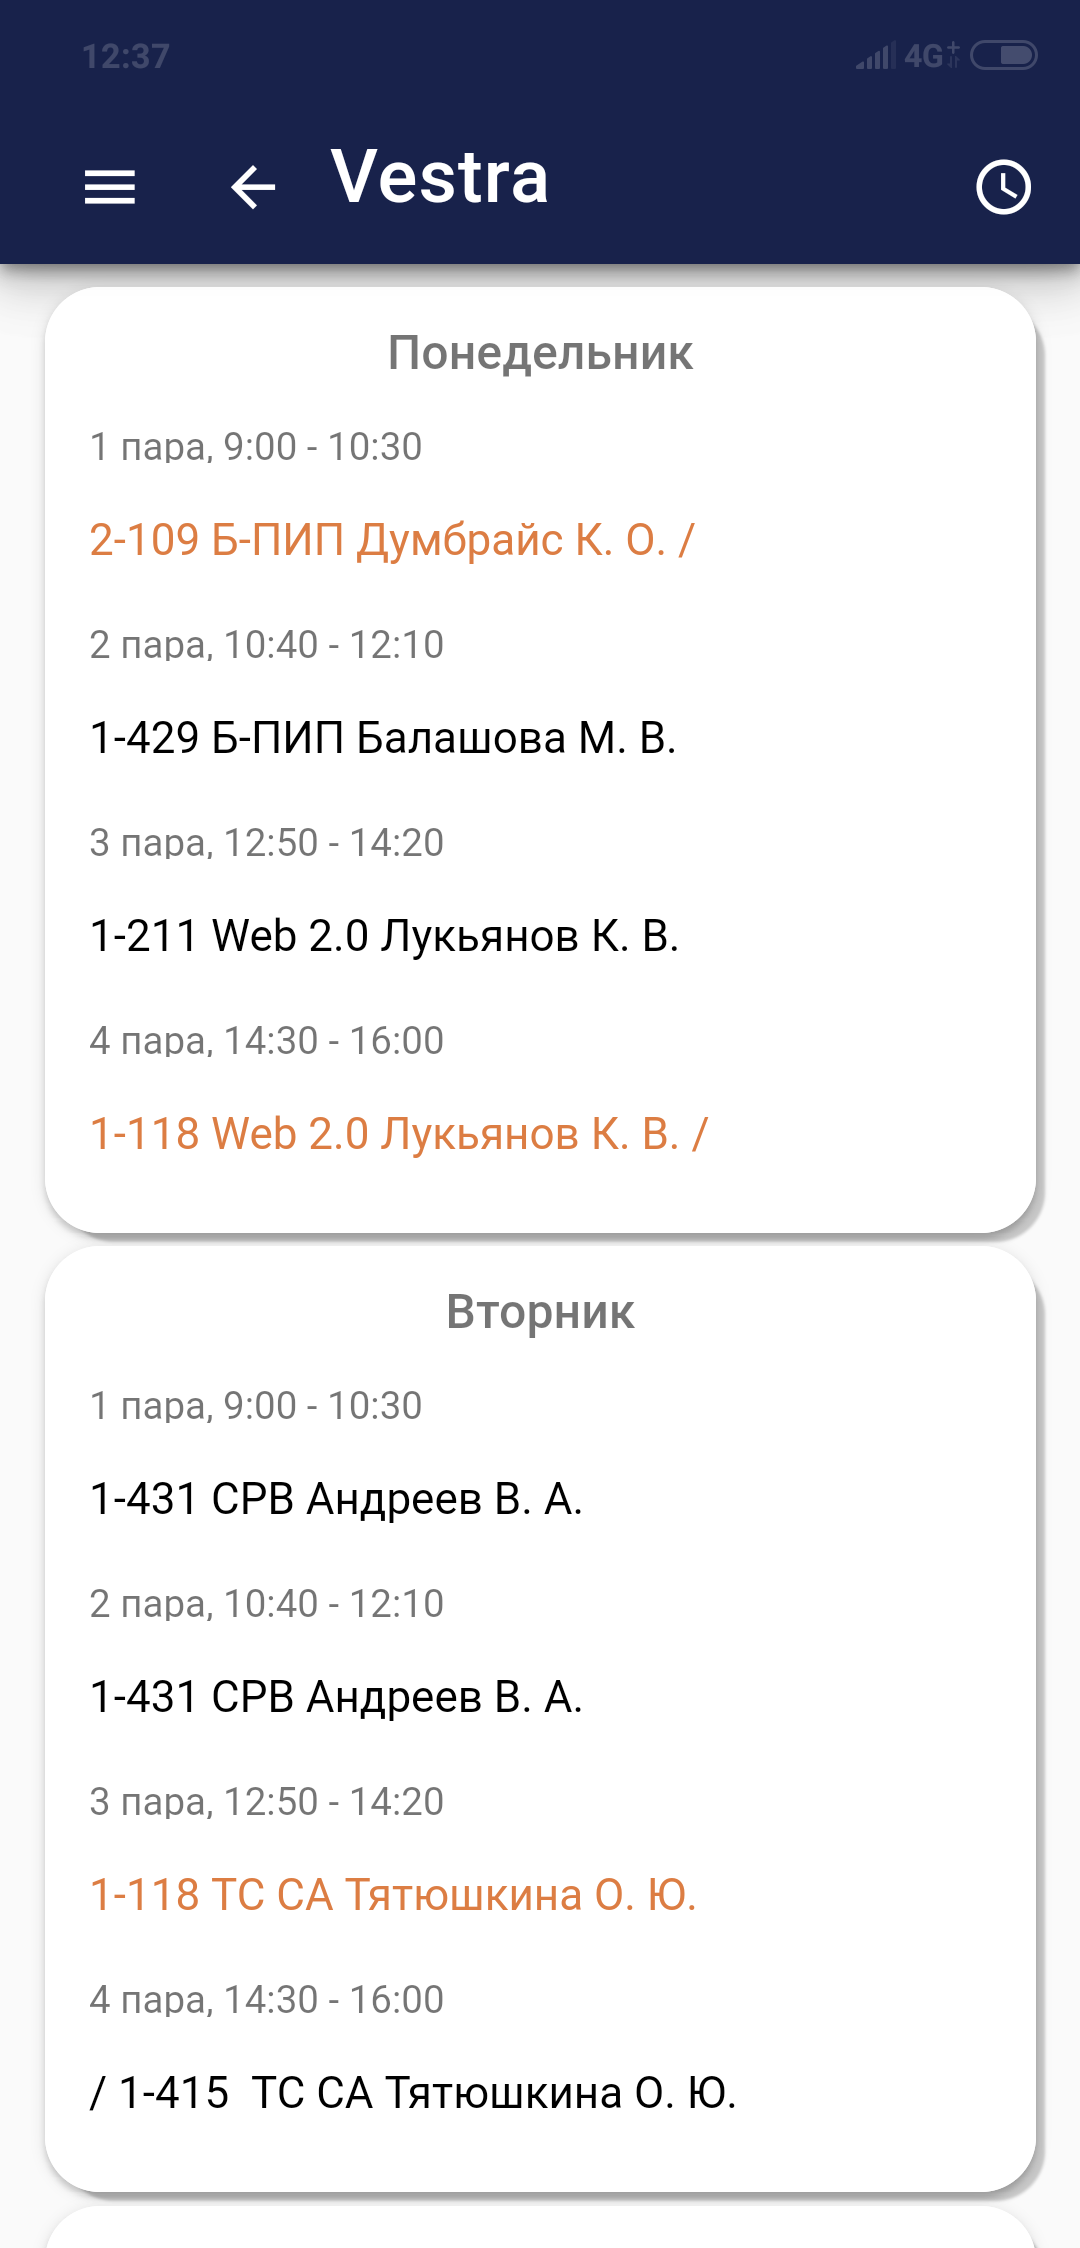 12:37 4G+
Vestra
Понедельник
1 пара, 9:00 - 10:30
2-109 Б-ПИП Думбрайс К. О. /
2 пара, 10:40 - 12:10
1-429 Б-ПИП Балашова М. В.
3 пара, 12:50 - 14:20
1-211 Web 2.0 Лукьянов К. В.
4 пара, 14:30 - 16:00
1-118 Web 2.0 Лукьянов К. В. /
Вторник
1 пара, 9:00 - 10:30
1-431 СРВ Андреев В. А.
2 пара, 10:40 - 12:10
1-431 СРВ Андреев В. А.
3 пара, 12:50 - 14:20
1-118 ТС СА Тятюшкина О. Ю.
4 пара, 14:30 - 16:00
/ 1-415  ТС СА Тятюшкина О. Ю.